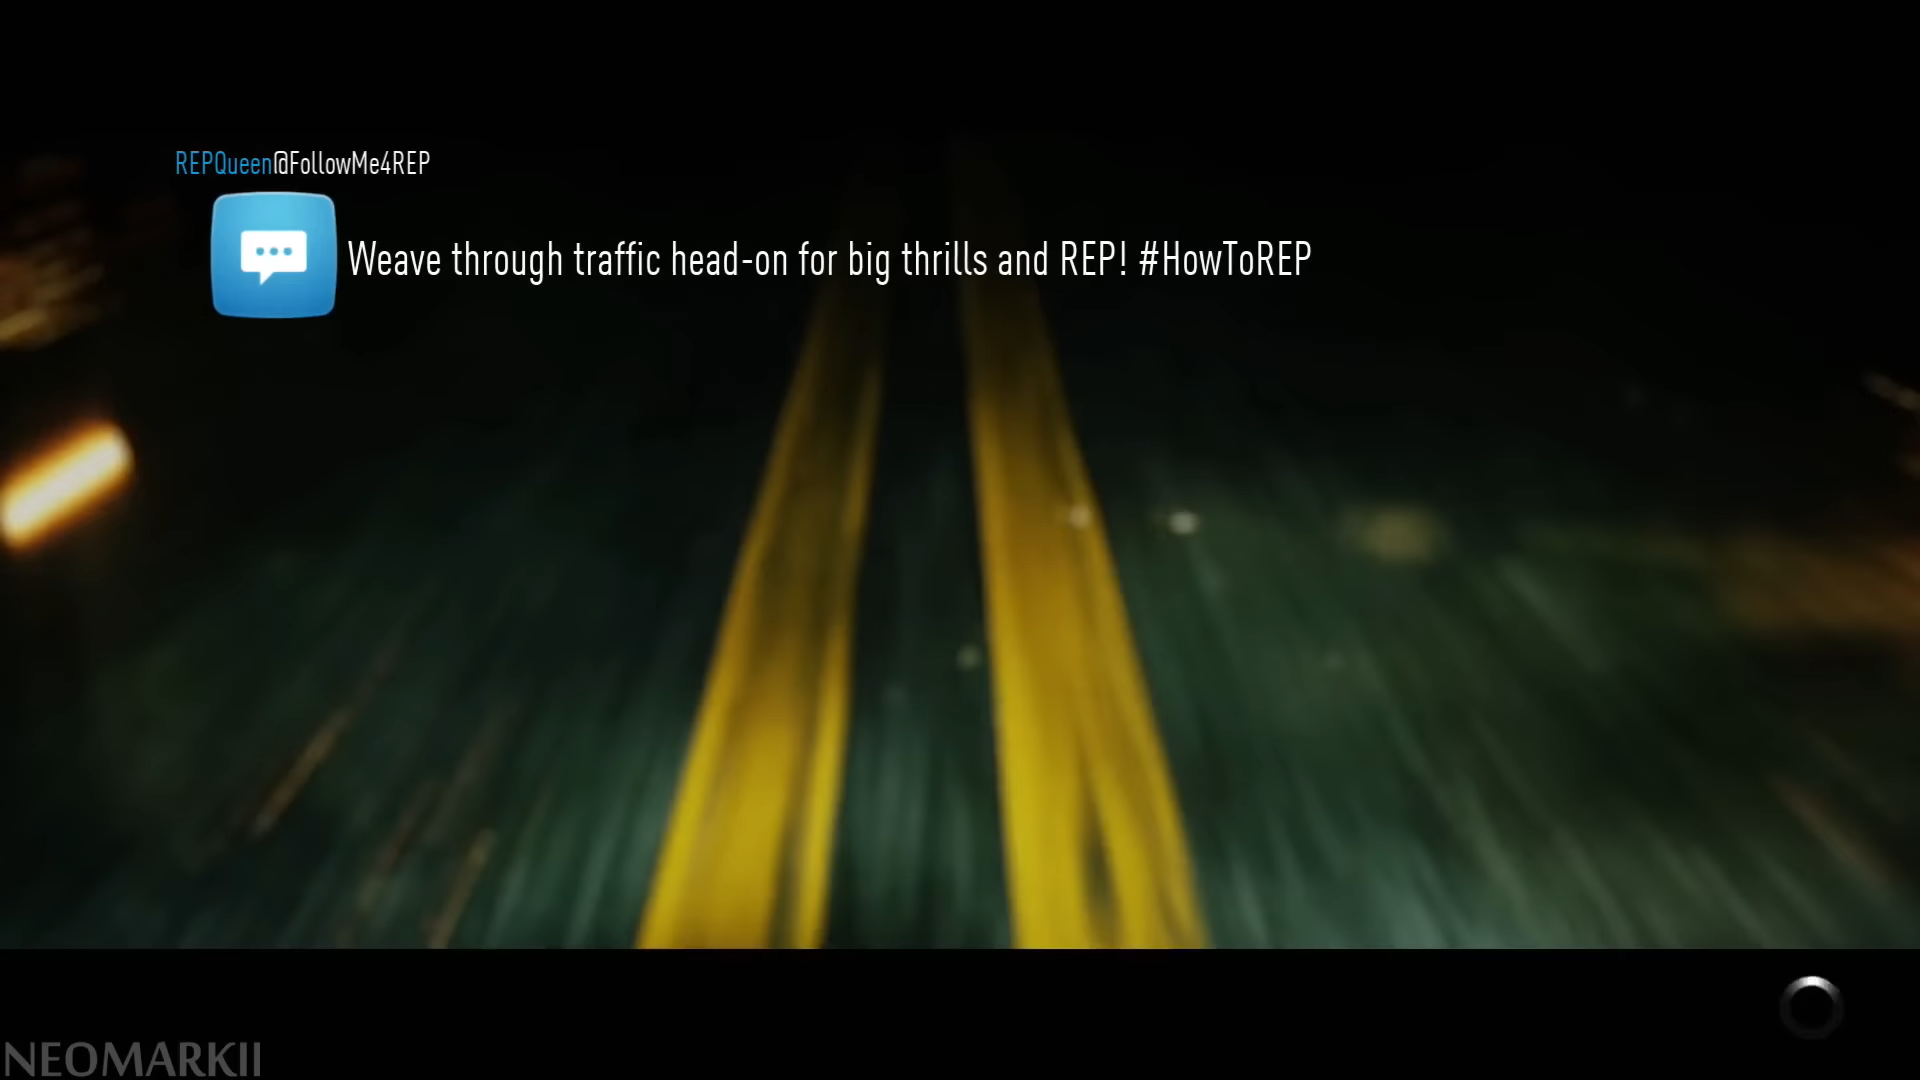 REPQueen@FollowMe4REP
Weave through traffic head-on for big thrills and REP! #HowToREP
NEOMARKII